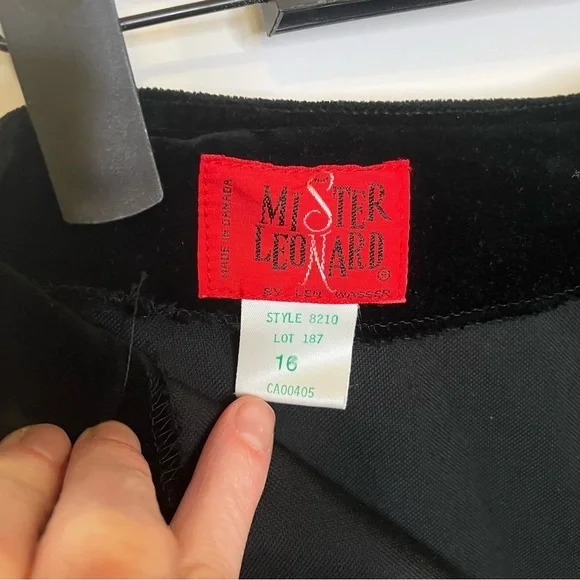 MADE IN CANADA
MISTER
LEONARD
®
BY LEN WASSER
STYLE 8210
LOT 187
16
CA00405